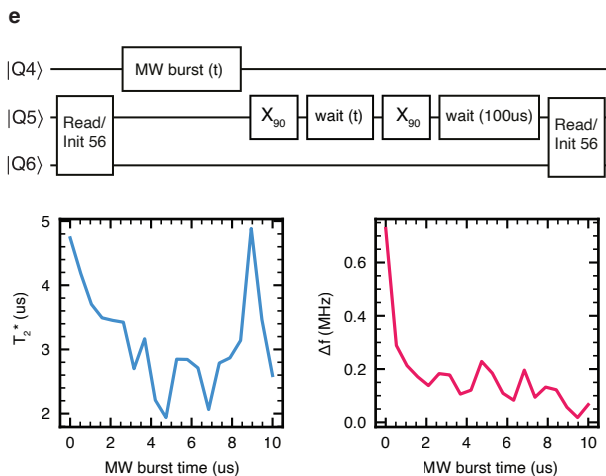 e
|Q4⟩
MW burst (t)
|Q5⟩
Read/
Init 56
X90
wait (t)
X90
wait (100us)
Read/
Init 56
|Q6⟩
5
4
3
2
T2* (us)
0 2 4 6 8 10
MW burst time (us)
0.6
0.4
0.2
0.0
Δf (MHz)
0 2 4 6 8 10
MW burst time (us)